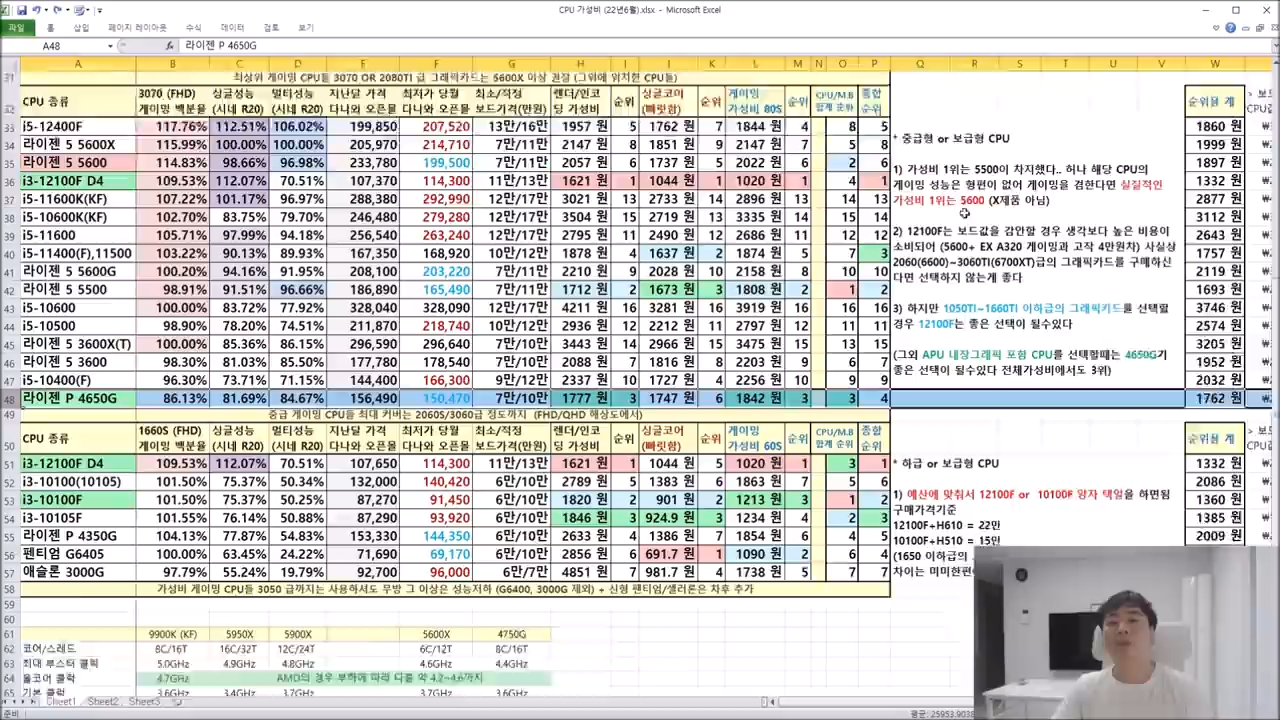 CPU 가성비 (22년6월).xlsx - Microsoft Excel
파일 홈 삽입 페이지 레이아웃 수식 데이터 검토 보기
A48 fx 라이젠 P 4650G
A B C D E F G H I J K L M N O P Q R S T U V W
31 최상위 게이밍 CPU들 3070 OR 2080TI 급 그래픽카드는 5600X 이상 권장 (그위에 위치한 CPU들)
32 CPU 종류 3070 (FHD) 게이밍 백분율 싱글성능 (시네 R20) 멀티성능 (시네 R20) 지난달 가격 다나와 오픈몰 최저가 당월 다나와 오픈몰 최소/적정 보드가격(만원) 렌더/인코딩 가성비 순위 싱글코어 (빠릿함) 순위 게이밍 가성비 80S 순위 CPU/M.B 합계 순위 종합 순위 순위율 계
33 i5-12400F 117.76% 112.51% 106.02% 199,850 207,520 13만/16만 1957 원 5 1762 원 7 1844 원 4 8 5 1860 원
34 라이젠 5 5600X 115.99% 100.00% 100.00% 205,970 214,710 7만/11만 2147 원 8 1851 원 9 2147 원 7 5 8 1999 원
35 라이젠 5 5600 114.83% 98.66% 96.98% 233,780 199,500 7만/11만 2057 원 6 1737 원 5 2022 원 6 2 6 1897 원
36 i3-12100F D4 109.53% 112.07% 70.51% 107,370 114,300 11만/13만 1621 원 1 1044 원 1 1020 원 1 4 1 1332 원
37 i5-11600K(KF) 107.22% 101.17% 96.97% 288,380 292,990 12만/17만 3021 원 13 2733 원 14 2896 원 13 14 13 2877 원
38 i5-10600K(KF) 102.70% 83.75% 79.70% 246,480 279,280 12만/17만 3504 원 15 2719 원 13 3335 원 14 15 14 3112 원
39 i5-11600 105.71% 97.99% 94.18% 256,540 263,240 12만/17만 2795 원 11 2490 원 12 2686 원 11 12 12 2643 원
40 i5-11400(F),11500 103.22% 90.13% 89.93% 167,350 168,920 12만/16만 1878 원 4 1637 원 2 1874 원 5 7 3 1757 원
41 라이젠 5 5600G 100.20% 94.16% 91.95% 208,100 203,220 7만/11만 2210 원 9 2028 원 10 2158 원 8 10 10 2119 원
42 라이젠 5 5500 98.91% 91.51% 96.66% 186,890 165,490 7만/11만 1712 원 2 1673 원 3 1808 원 2 1 2 1693 원
43 i5-10600 100.00% 83.72% 77.92% 328,040 328,090 12만/13만 4211 원 16 3281 원 16 3919 원 16 16 16 3746 원
44 i5-10500 98.90% 78.20% 74.51% 211,870 218,740 10만/12만 2936 원 12 2212 원 11 2797 원 12 11 11 2574 원
45 라이젠 5 3600X(T) 100.00% 85.36% 86.15% 296,590 296,640 7만/10만 3443 원 14 2966 원 15 3475 원 15 13 15 3205 원
46 라이젠 5 3600 98.30% 81.03% 85.50% 177,780 178,540 7만/10만 2088 원 7 1816 원 8 2203 원 9 6 7 1952 원
47 i5-10400(F) 96.30% 73.71% 71.15% 144,400 166,300 9만/12만 2337 원 10 1727 원 4 2256 원 10 9 9 2032 원
48 라이젠 P 4650G 86.13% 81.69% 84.67% 156,490 150,470 7만/10만 1777 원 3 1747 원 6 1842 원 3 3 4 1762 원
49 중급 게이밍 CPU들 최대 커버는 2060S/3060급 정도까지 (FHD/QHD 해상도에서)
50 CPU 종류 1660S (FHD) 게이밍 백분율 싱글성능 (시네 R20) 멀티성능 (시네 R20) 지난달 가격 다나와 오픈몰 최저가 당월 다나와 오픈몰 최소/적정 보드가격(만원) 렌더/인코딩 가성비 순위 싱글코어 (빠릿함) 순위 게이밍 가성비 60S 순위 CPU/M.B 합계 순위 종합 순위 순위율 계
51 i3-12100F D4 109.53% 112.07% 70.51% 107,650 114,300 11만/13만 1621 원 1 1044 원 5 1020 원 1 3 1 1332 원
52 i3-10100(10105) 101.50% 75.37% 50.34% 132,000 140,420 6만/10만 2789 원 5 1383 원 6 1863 원 7 5 6 2086 원
53 i3-10100F 101.50% 75.37% 50.25% 87,270 91,450 6만/10만 1820 원 2 901 원 2 1213 원 3 1 2 1360 원
54 i3-10105F 101.55% 76.14% 50.88% 87,290 93,920 6만/10만 1846 원 3 924.9 원 3 1234 원 4 2 3 1385 원
55 라이젠 P 4350G 104.13% 77.87% 54.83% 153,330 144,350 6만/10만 2633 원 4 1386 원 7 1854 원 6 4 5 2009 원
56 펜티엄 G6405 100.00% 63.45% 24.22% 71,690 69,170 6만/10만 2856 원 6 691.7 원 1 1090 원 2 6 4
57 애슬론 3000G 97.79% 55.24% 19.79% 92,700 96,000 6만/7만 4851 원 7 981.7 원 4 1738 원 5 7 7
58 가성비 게이밍 CPU들 3050 급까지는 사용하셔도 무방 그 이상은 성능저하 (G6400, 3000G 제외) + 신형 펜티엄/셀러론은 차후 추가
* 중급형 or 보급형 CPU
1) 가성비 1위는 5500이 차지했다.. 허나 해당 CPU의
게이밍 성능은 형편이 없어 게이밍을 겸한다면 실질적인
가성비 1위는 5600 (X제품 아님)
2) 12100F는 보드값을 감안할 경우 생각보다 높은 비용이
소비되어 (5600+ EX A320 게이밍과 고작 4만원차) 사실상
2060(6600)~3060TI(6700XT)급의 그래픽카드를 구매하신
다면 선택하지 않는게 좋다
3) 하지만 1050TI~1660TI 이하급의 그래픽키드를 선택할
경우 12100F는 좋은 선택이 될수있다
(그외 APU 내장그래픽 포함 CPU를 선택할때는 4650G가
좋은 선택이 될수있다 전체가성비에서도 3위)
* 하급 or 보급형 CPU
1) 예산에 맞춰서 12100F or 10100F 양자 택일을 하면됨
구매가격기준
12100F+H610 = 22만
10100F+H510 = 15만
(1650 이하급의
차이는 미미한편
59
60
61 9900K (KF) 5950X 5900X 5600X 4750G
62 코어/스레드 8C/16T 16C/32T 12C/24T 6C/12T 8C/16T
63 최대 부스터 클럭 5.0GHz 4.9GHz 4.8GHz 4.6GHz 4.4GHz
64 올코어 클럭 4.7GHz AMD의 경우 부하에 따라 다름 약 4.2~4.6까지
65 기본 클럭 3.6GHz 3.4GHz 3.7GHz 3.7GHz 3.6GHz
Sheet1 Sheet2 Sheet3
준비